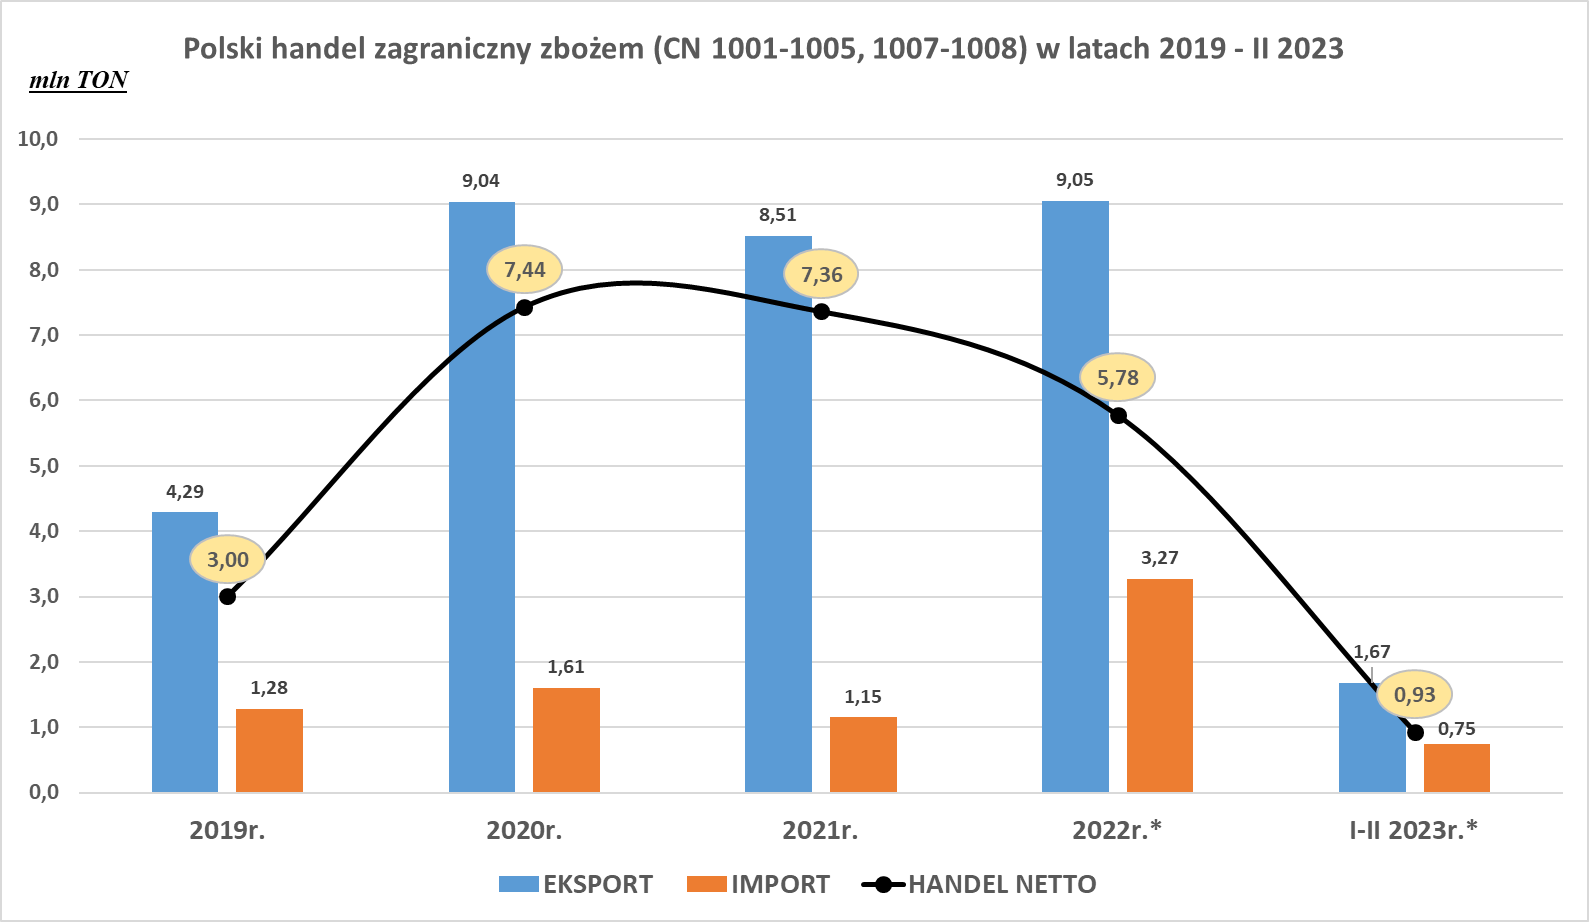 Polski handel zagraniczny zbożem (CN 1001-1005, 1007-1008) w latach 2019 - II 2023
mln TON
10,0
9,0
8,0
7,0
6,0
5,0
4,0
3,0
2,0
1,0
0,0
4,29
3,00
1,28
9,04
7,44
1,61
8,51
7,36
1,15
9,05
5,78
3,27
1,67
0,93
0,75
2019r.
2020r.
2021r.
2022r.*
I-II 2023r.*
EKSPORT
IMPORT
HANDEL NETTO